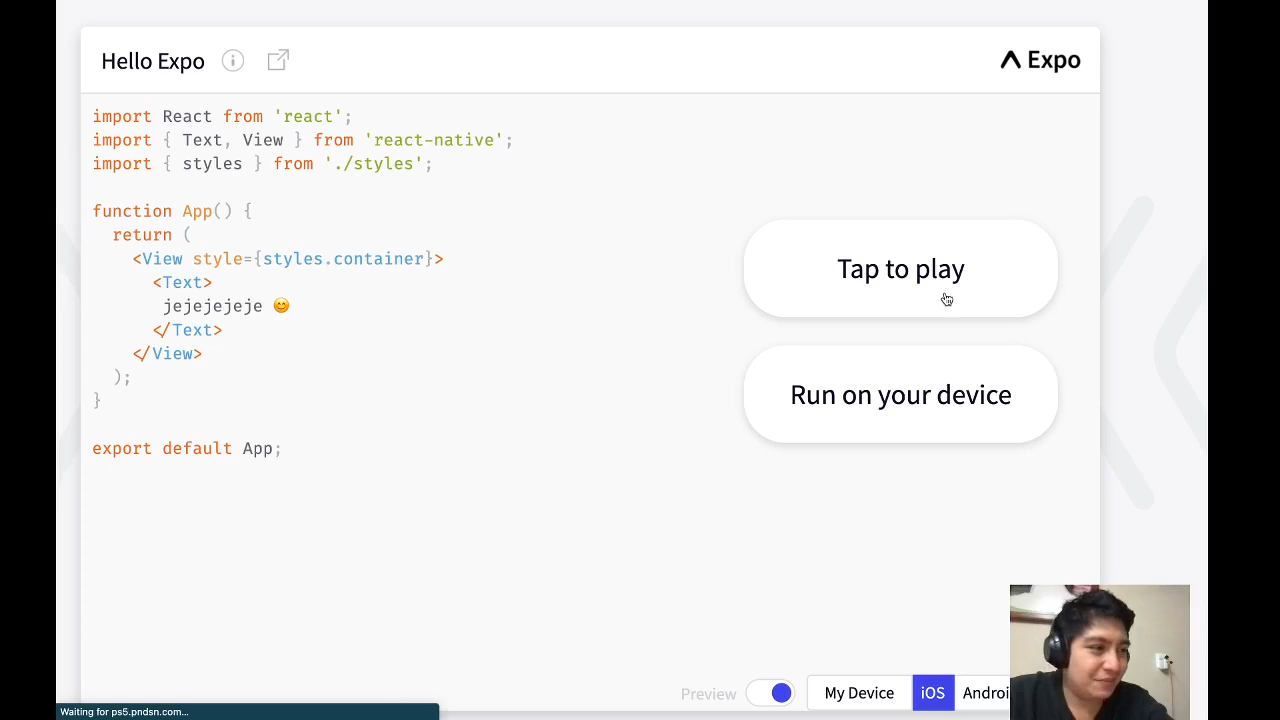 Hello Expo
Expo
import React from 'react';
import { Text, View } from 'react-native';
import { styles } from './styles';
function App() {
return (
<View style={styles.container}>
<Text>
jejejejeje 😊
</Text>
</View>
);
}
export default App;
Tap to play
Run on your device
Preview
My Device
iOS
Androi
Waiting for ps5.pndsn.com...